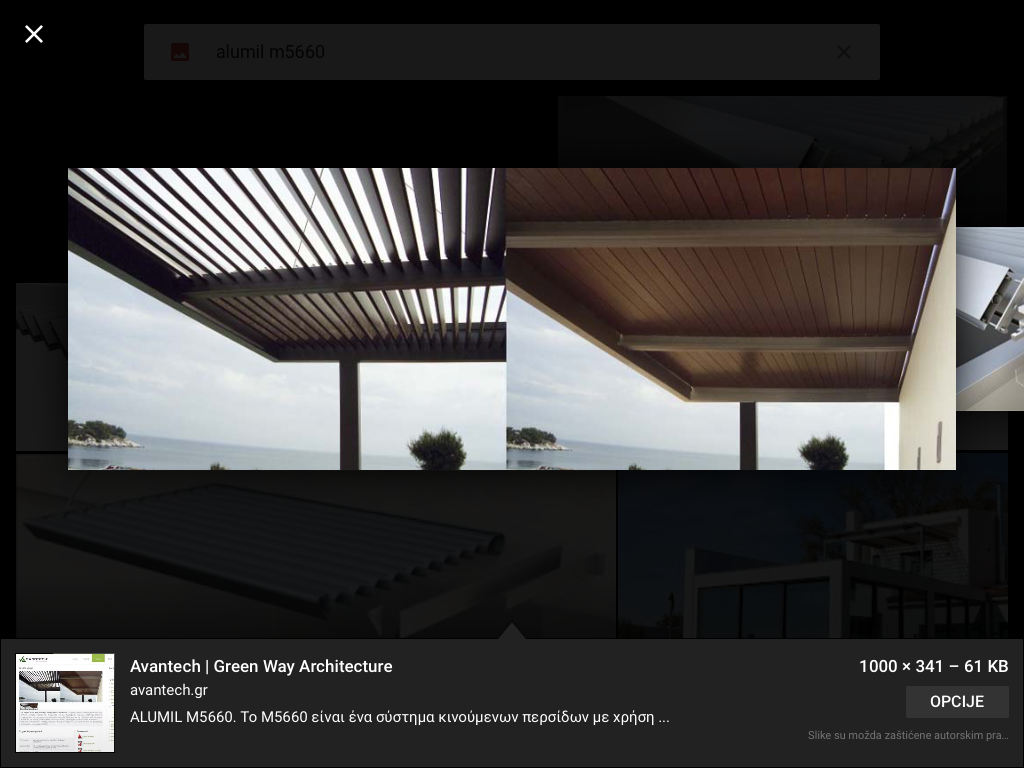 alumil m5660
Avantech | Green Way Architecture
avantech.gr
ALUMIL M5660. Το M5660 είναι ένα σύστημα κινούμενων περσίδων με χρήση ...
1000 × 341 – 61 KB
OPCIJE
Slike su možda zaštićene autorskim pra...